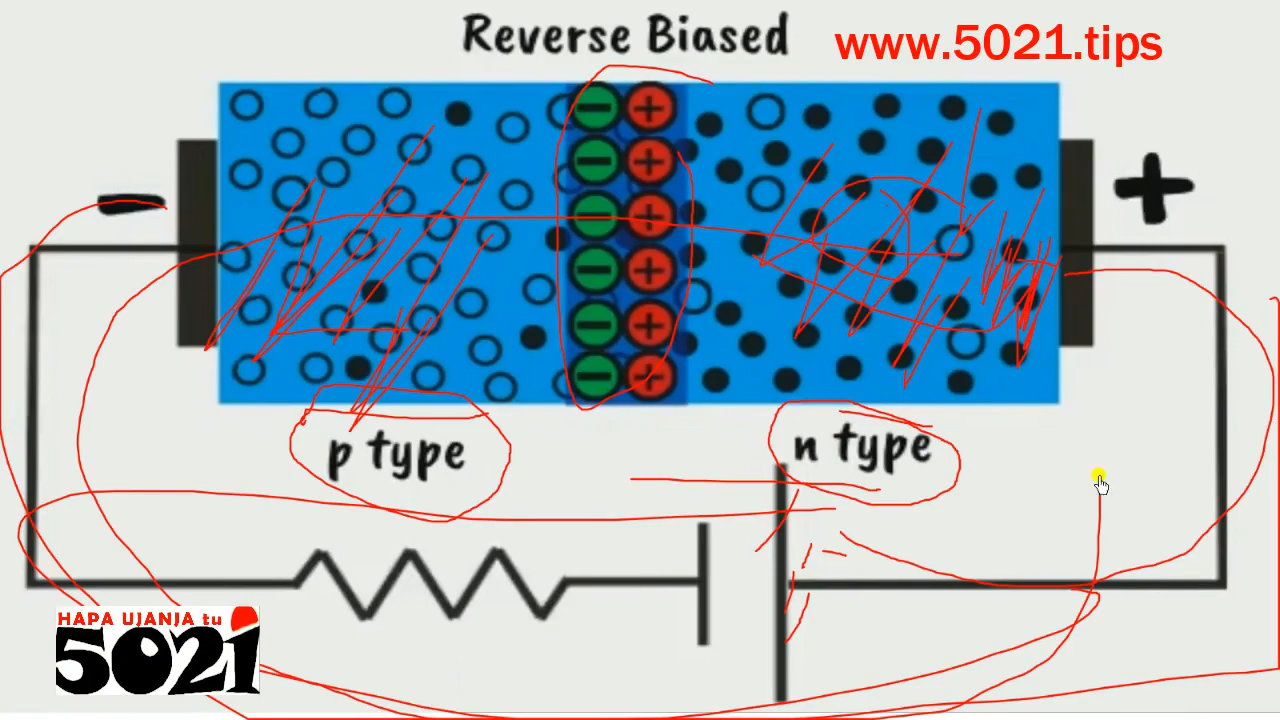 Reverse Biased
www.5021.tips
-
+
p type
n type
HAPA UJANJA tu
5021